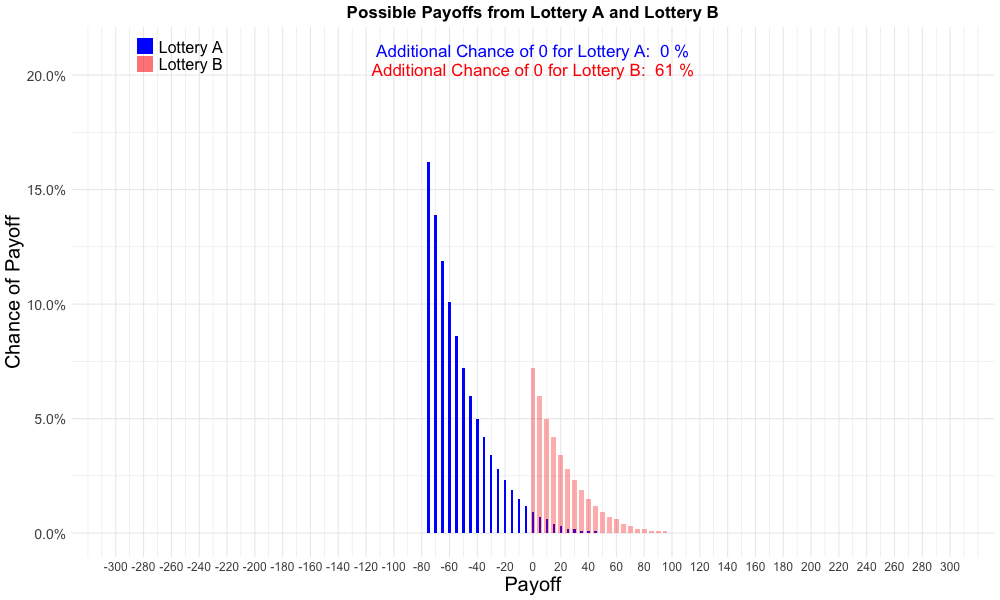 Possible Payoffs from Lottery A and Lottery B
Lottery A
Lottery B
Additional Chance of 0 for Lottery A:  0 %
Additional Chance of 0 for Lottery B:  61 %
Chance of Payoff
20.0%
15.0%
10.0%
5.0%
0.0%
-300 -280 -260 -240 -220 -200 -180 -160 -140 -120 -100 -80 -60 -40 -20 0 20 40 60 80 100 120 140 160 180 200 220 240 260 280 300
Payoff